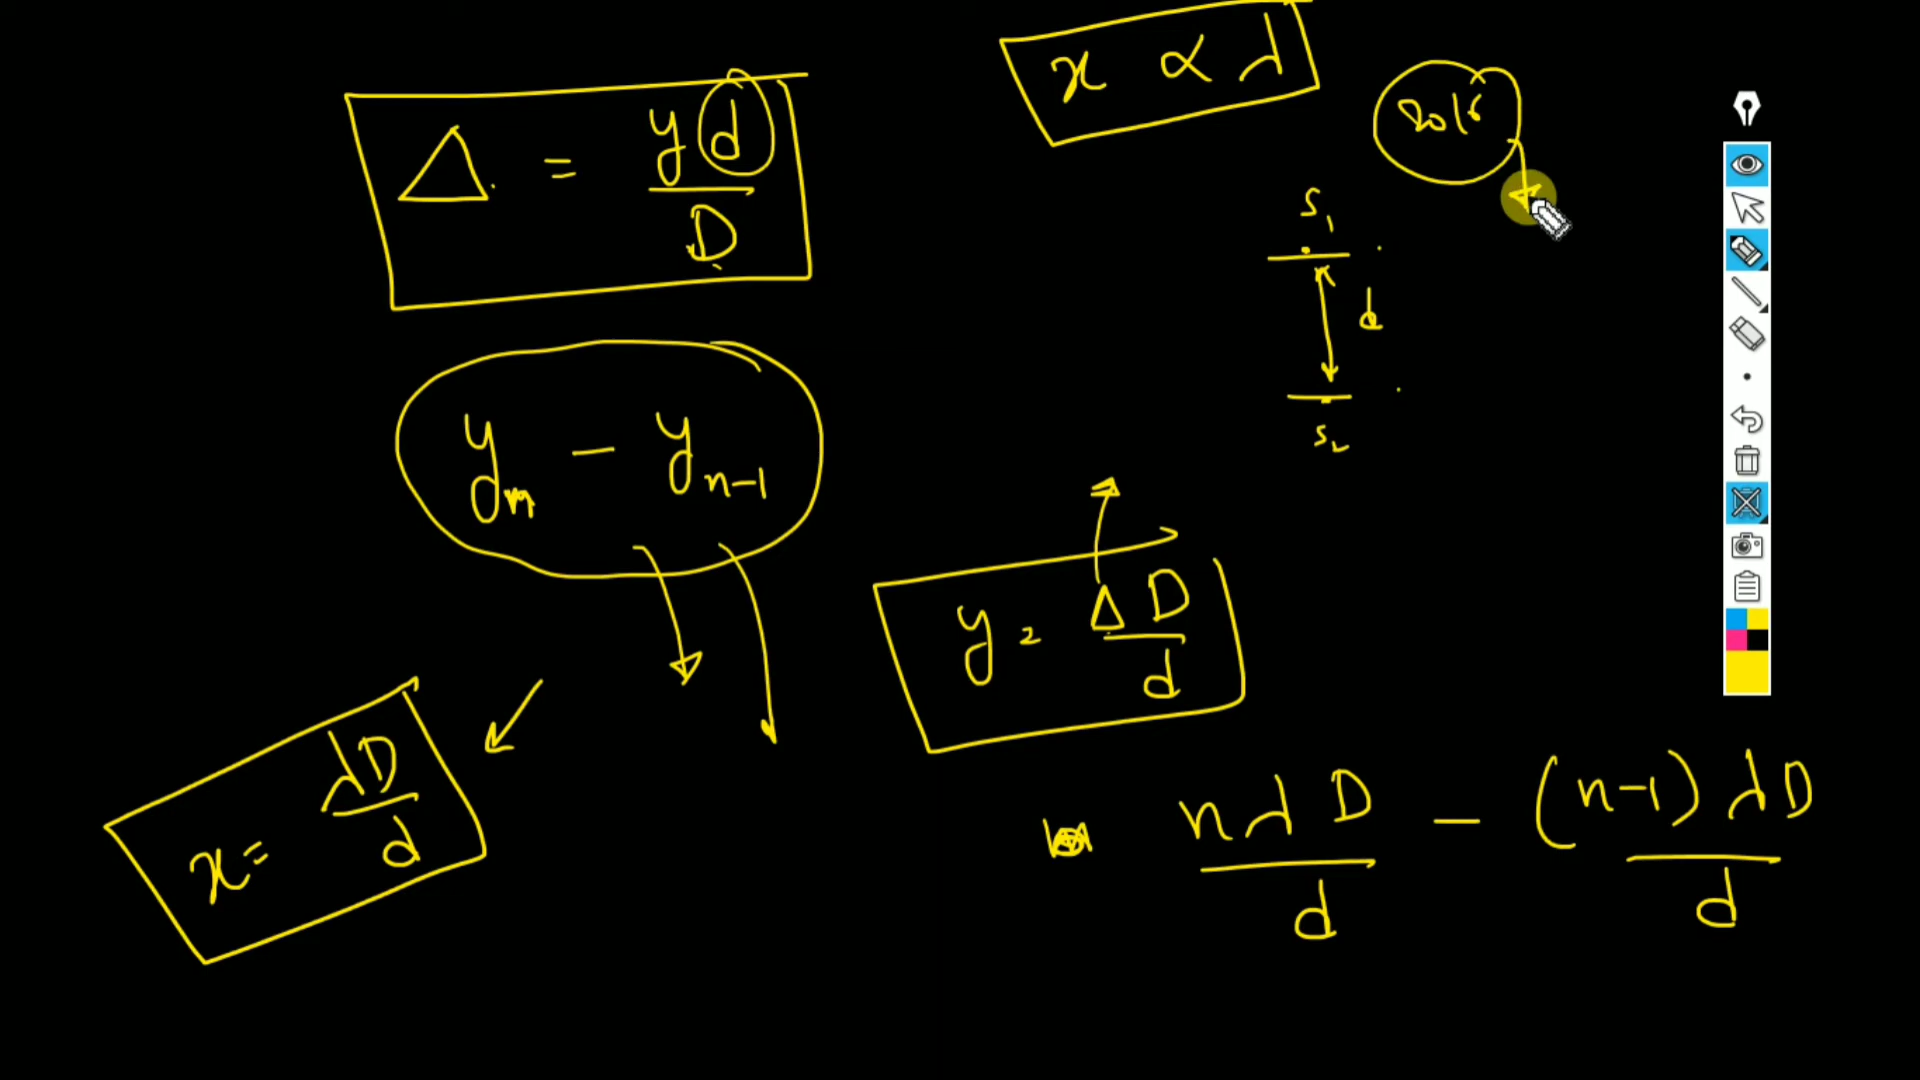 x ∝ λ
Δ = yd/D
2016
S₁
d
S₂
yₙ − yₙ₋₁
y = ΔD/d
x = λD/d
nλD/d − (n−1)λD/d